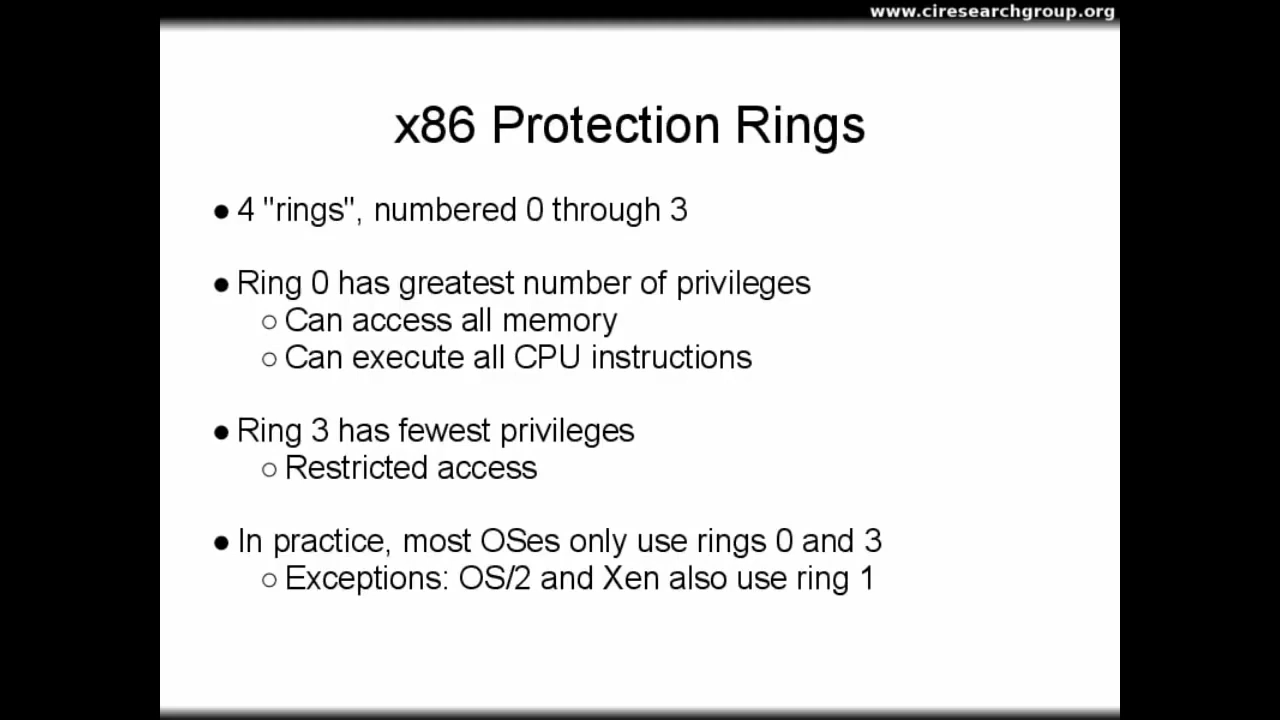 www.ciresearchgroup.org
x86 Protection Rings
● 4 "rings", numbered 0 through 3
● Ring 0 has greatest number of privileges
○ Can access all memory
○ Can execute all CPU instructions
● Ring 3 has fewest privileges
○ Restricted access
● In practice, most OSes only use rings 0 and 3
○ Exceptions: OS/2 and Xen also use ring 1